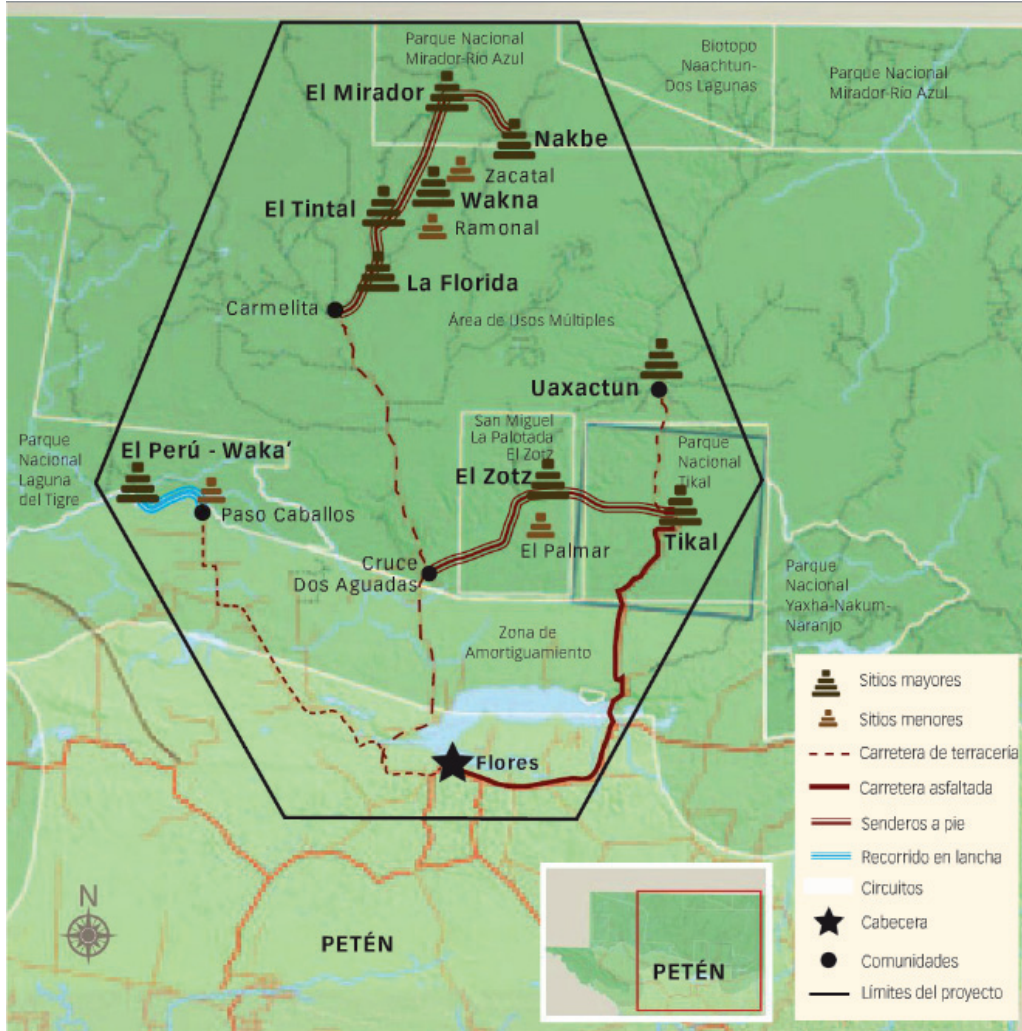 Parque Nacional
Mirador-Río Azul
Biotopo
Naachtun-
Dos Lagunas
Parque Nacional
Mirador-Río Azul
El Mirador
Nakbe
Zacatal
Wakna
El Tintal
Ramonal
La Florida
Carmelita
Área de Usos Múltiples
Uaxactun
San Miguel
La Palotada
El Zotz
Parque
Nacional
Tikal
Parque
Nacional
Laguna
del Tigre
El Perú - Waka’
El Zotz
Paso Caballos
Tikal
El Palmar
Cruce
Dos Aguadas
Parque
Nacional
Yaxha-Nakum-
Naranjo
Zona de
Amortiguamiento
Flores
Sitios mayores
Sitios menores
Carretera de terracería
Carretera asfaltada
Senderos a pie
Recorrido en lancha
Circuitos
Cabecera
Comunidades
Límites del proyecto
N
PETÉN
PETÉN